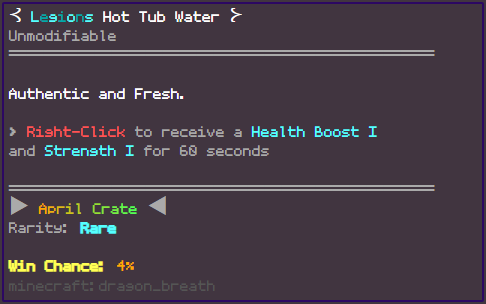 Legions Hot Tub Water
Unmodifiable
Authentic and Fresh.
> Right-Click to receive a Health Boost I
and Strength I for 60 seconds
▶ April Crate ◀
Rarity: Rare
Win Chance: 4%
minecraft:dragon_breath